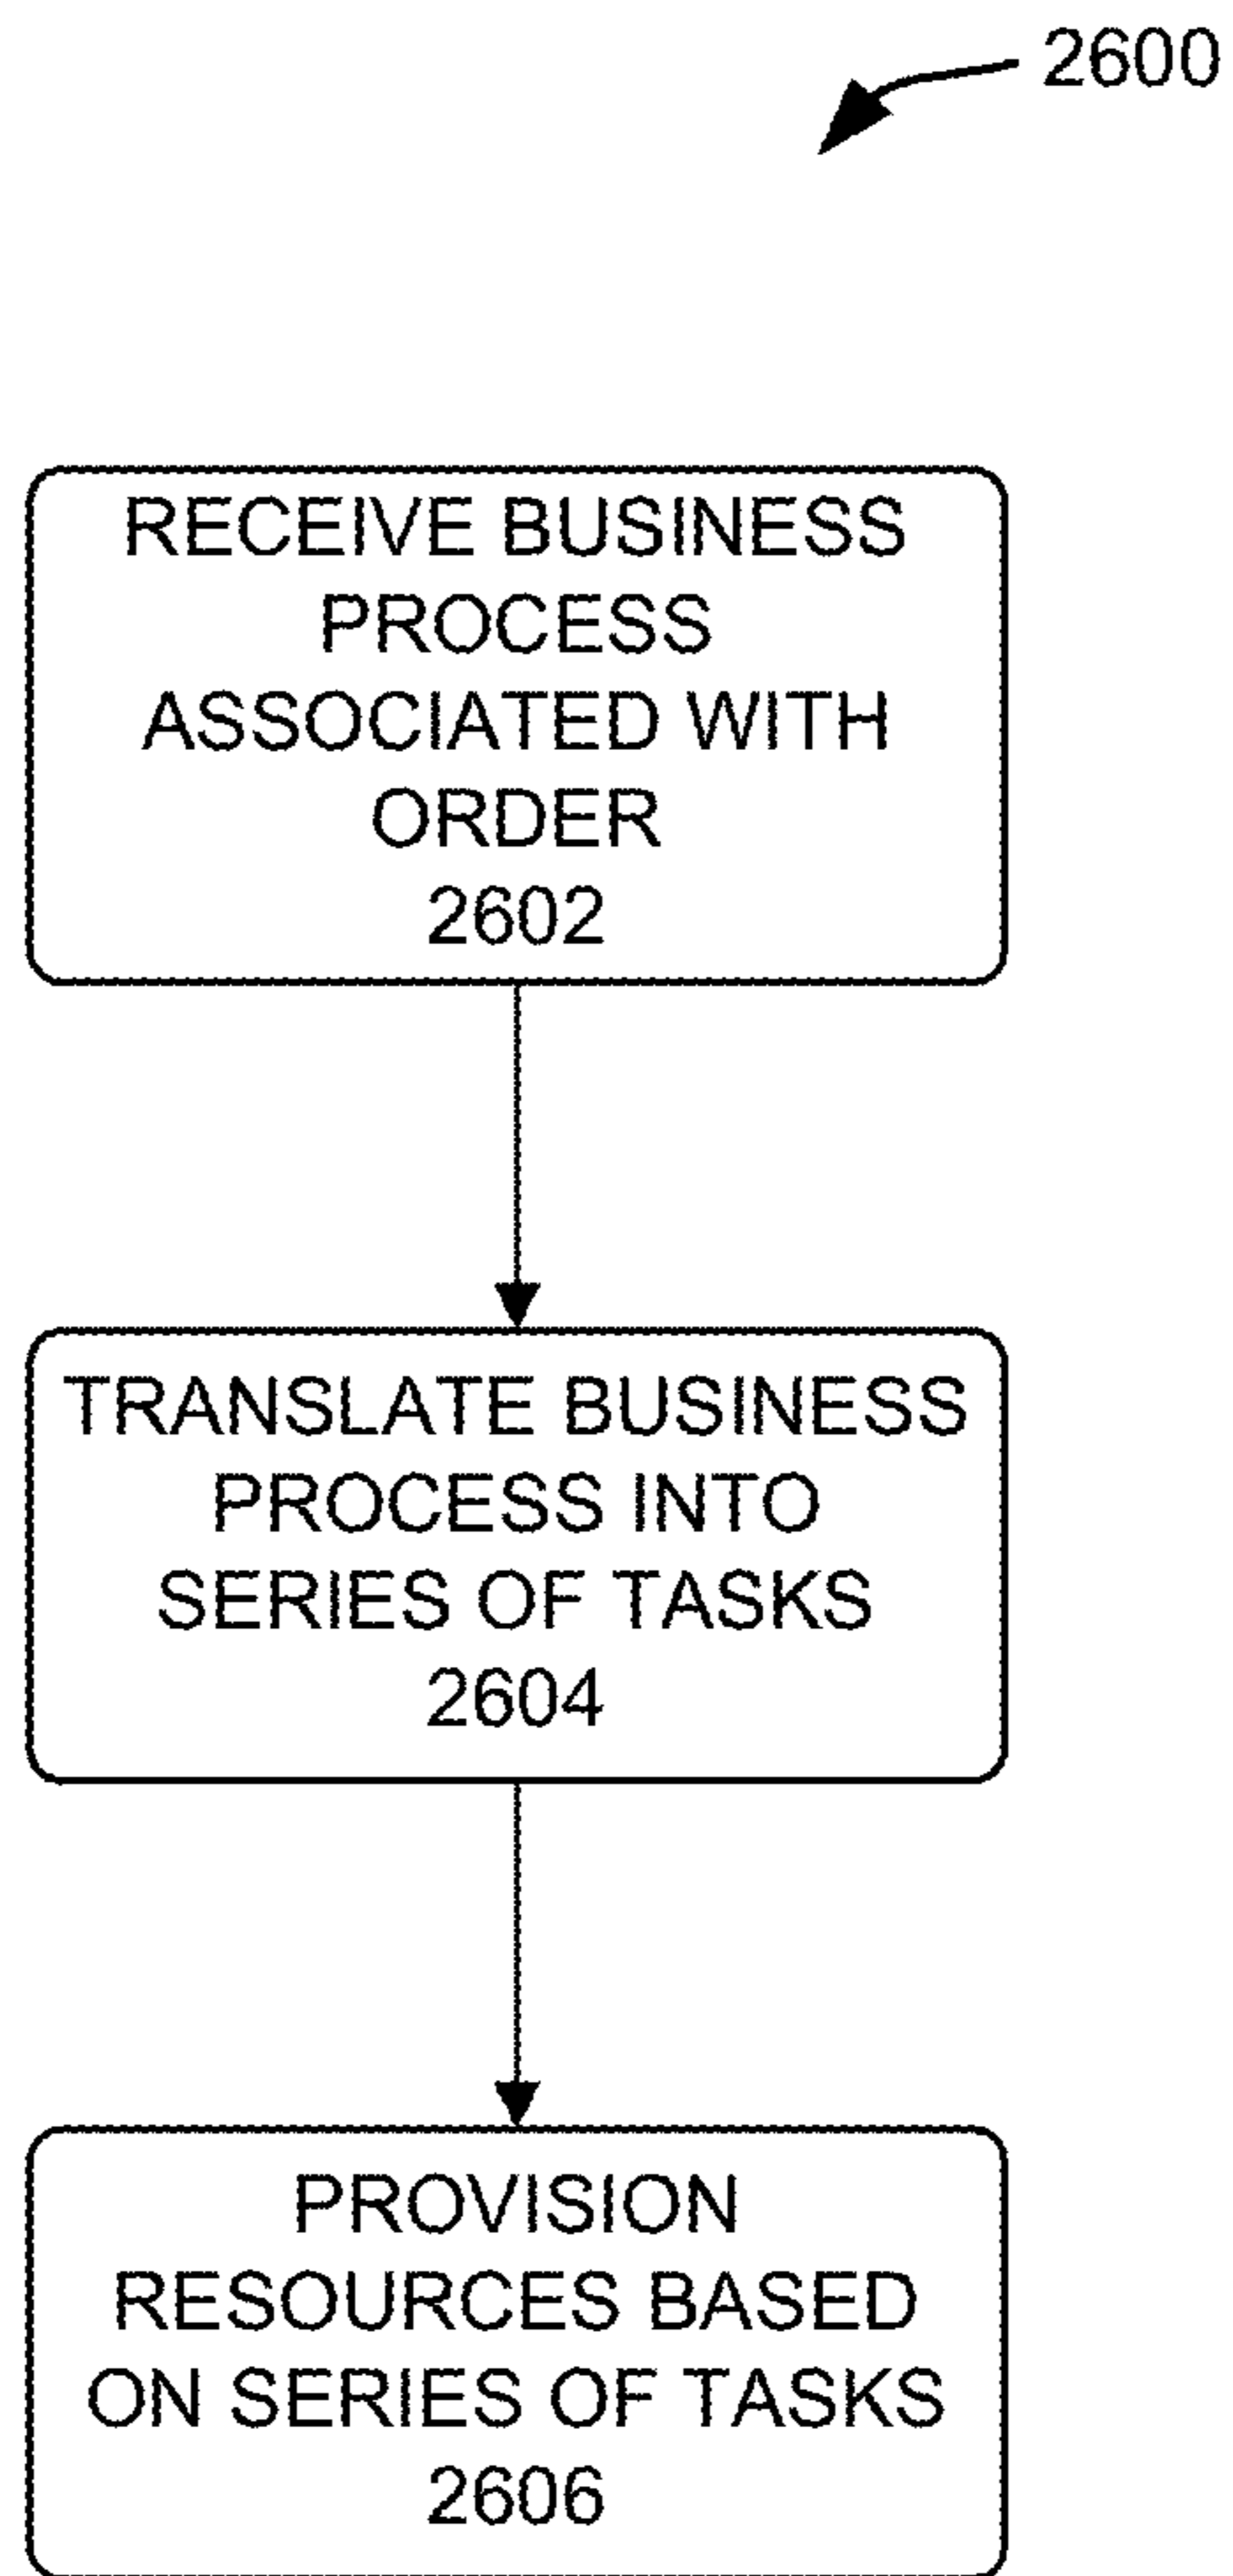 2600
RECEIVE BUSINESS
PROCESS
ASSOCIATED WITH
ORDER
2602
TRANSLATE BUSINESS
PROCESS INTO
SERIES OF TASKS
2604
PROVISION
RESOURCES BASED
ON SERIES OF TASKS
2606